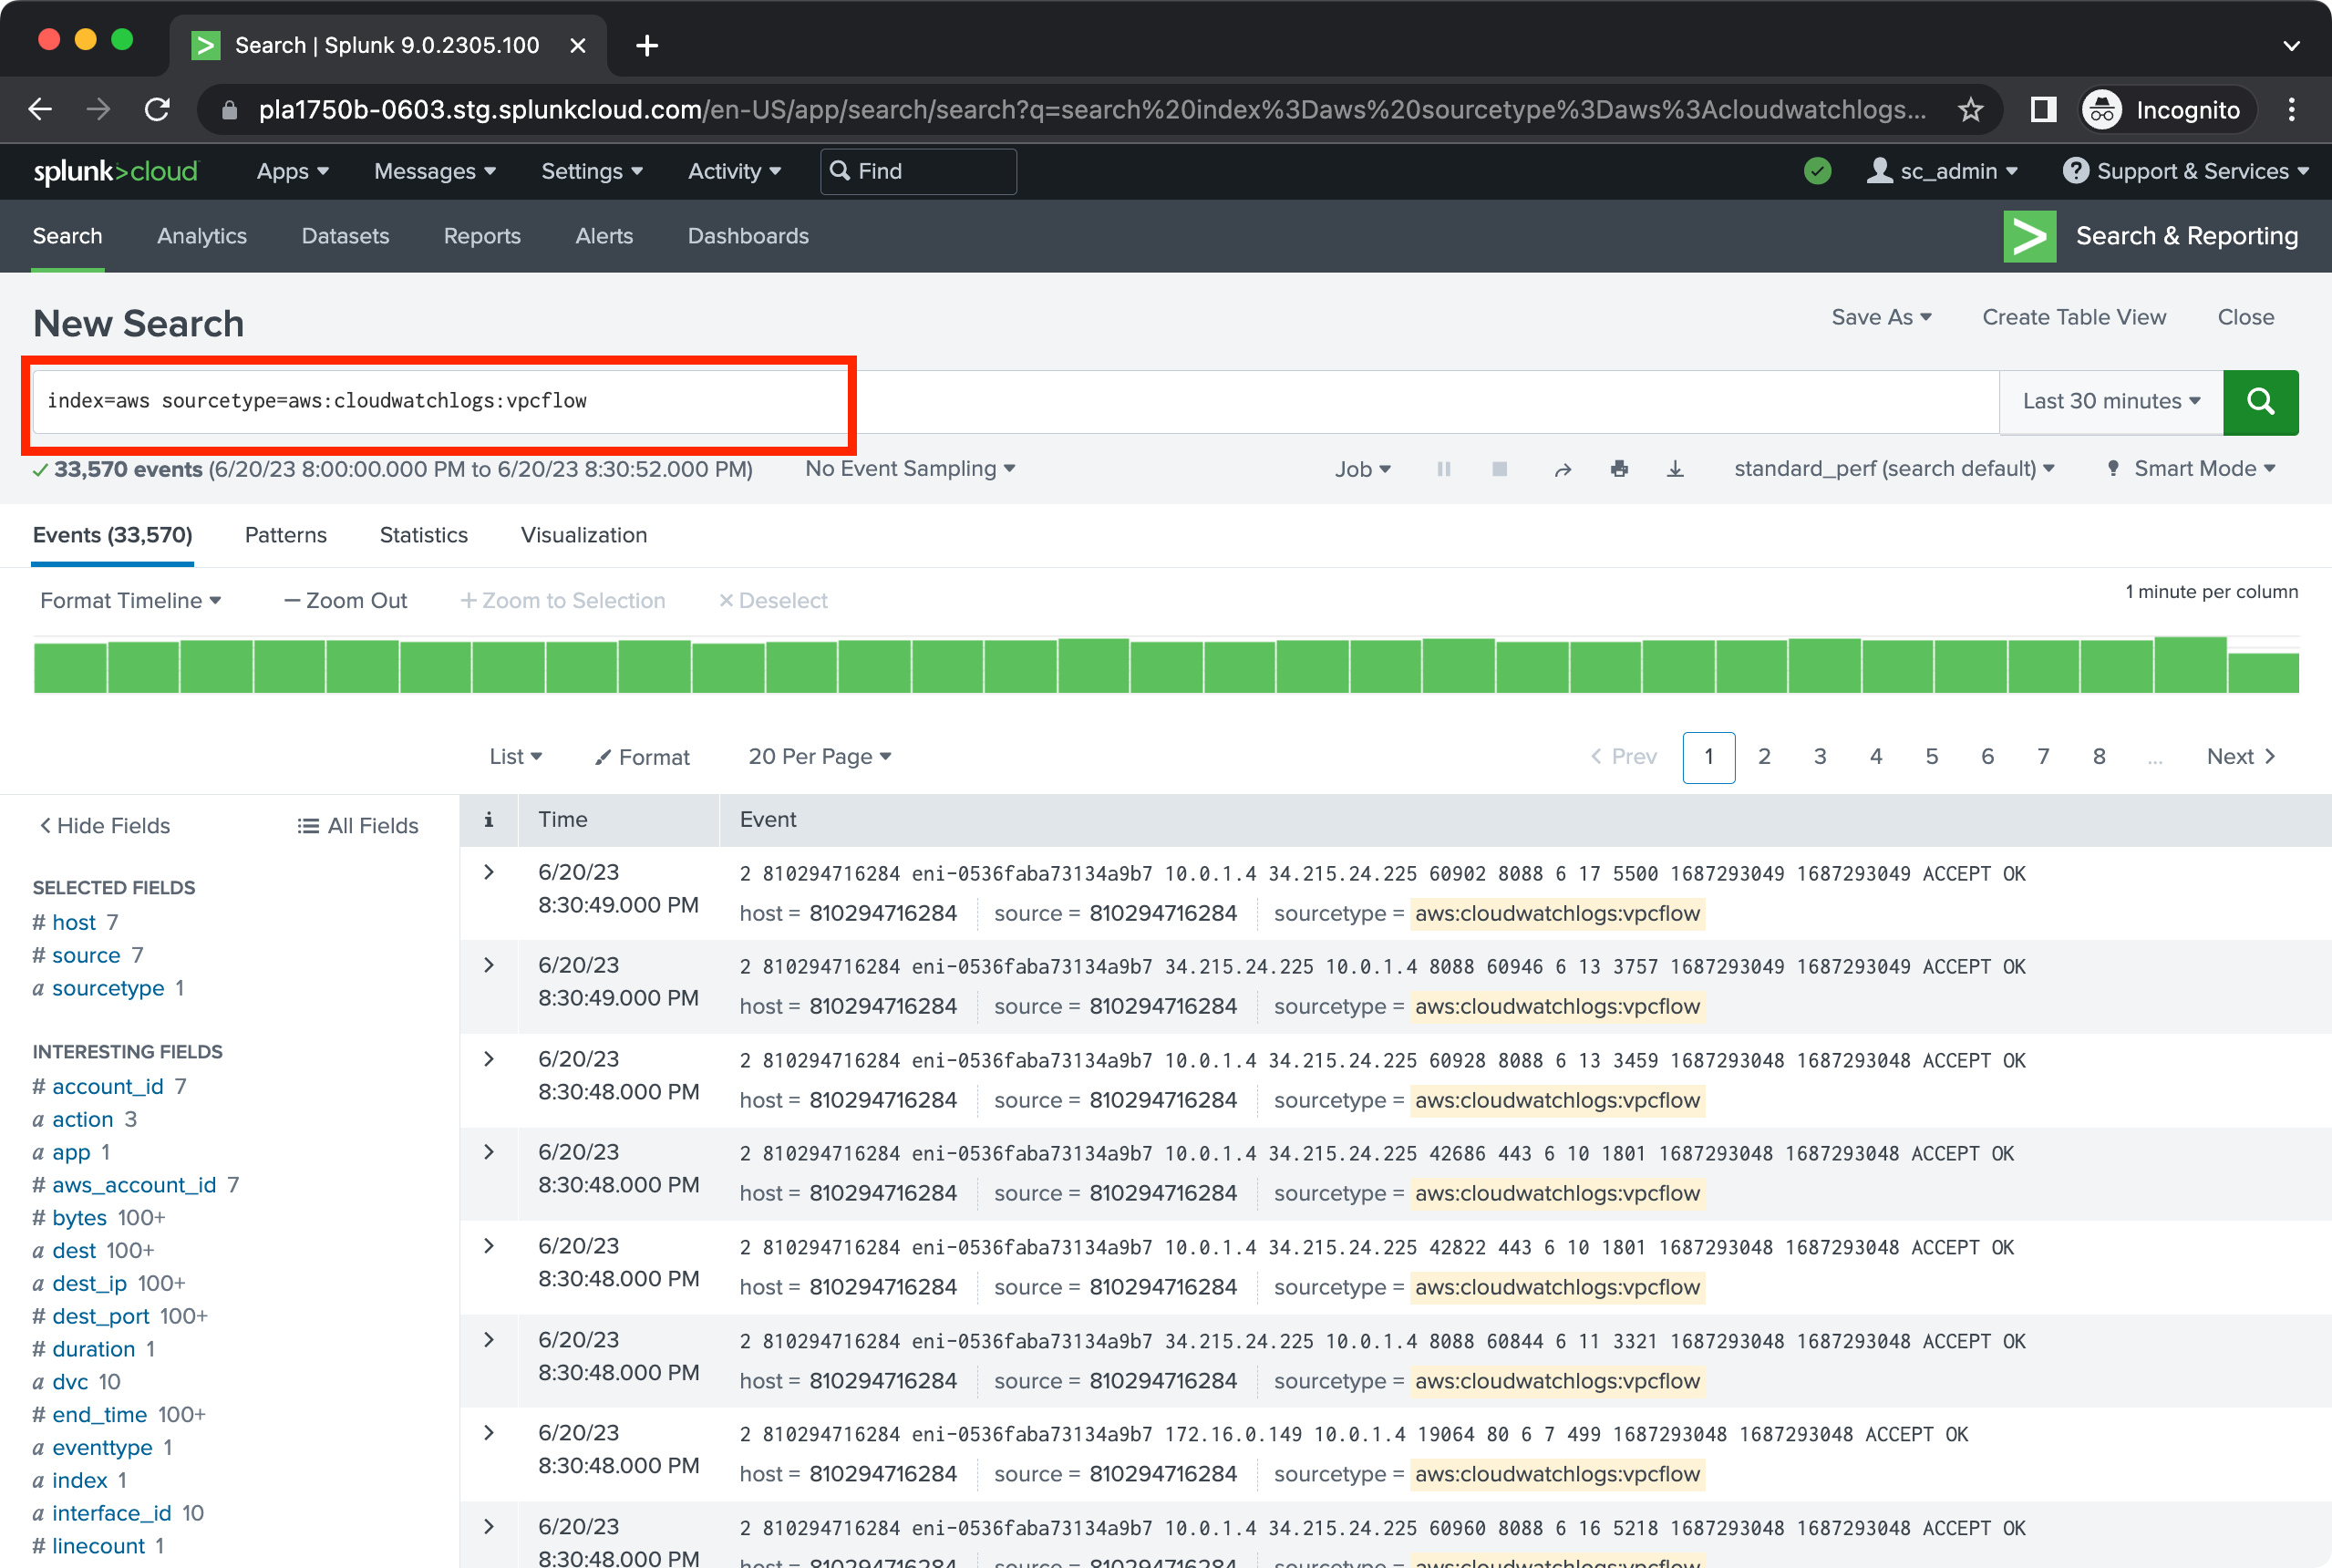 Search | Splunk 9.0.2305.100
pla1750b-0603.stg.splunkcloud.com/en-US/app/search/search?q=search%20index%3Daws%20sourcetype%3Daws%3Acloudwatchlogs... Incognito
splunk>cloud Apps Messages Settings Activity Find sc_admin ? Support & Services
Search Analytics Datasets Reports Alerts Dashboards > Search & Reporting
New Search Save As Create Table View Close
index=aws sourcetype=aws:cloudwatchlogs:vpcflow Last 30 minutes
33,570 events (6/20/23 8:00:00.000 PM to 6/20/23 8:30:52.000 PM) No Event Sampling Job standard_perf (search default) Smart Mode
Events (33,570) Patterns Statistics Visualization
Format Timeline — Zoom Out + Zoom to Selection × Deselect 1 minute per column
List Format 20 Per Page < Prev 1 2 3 4 5 6 7 8 ... Next >
< Hide Fields All Fields
SELECTED FIELDS
# host 7
# source 7
a sourcetype 1
INTERESTING FIELDS
# account_id 7
a action 3
a app 1
# aws_account_id 7
# bytes 100+
a dest 100+
a dest_ip 100+
# dest_port 100+
# duration 1
a dvc 10
# end_time 100+
a eventtype 1
a index 1
a interface_id 10
# linecount 1
i Time Event
> 6/20/23 2 810294716284 eni-0536faba73134a9b7 10.0.1.4 34.215.24.225 60902 8088 6 17 5500 1687293049 1687293049 ACCEPT OK
8:30:49.000 PM host = 810294716284 source = 810294716284 sourcetype = aws:cloudwatchlogs:vpcflow
> 6/20/23 2 810294716284 eni-0536faba73134a9b7 34.215.24.225 10.0.1.4 8088 60946 6 13 3757 1687293049 1687293049 ACCEPT OK
8:30:49.000 PM host = 810294716284 source = 810294716284 sourcetype = aws:cloudwatchlogs:vpcflow
> 6/20/23 2 810294716284 eni-0536faba73134a9b7 10.0.1.4 34.215.24.225 60928 8088 6 13 3459 1687293048 1687293048 ACCEPT OK
8:30:48.000 PM host = 810294716284 source = 810294716284 sourcetype = aws:cloudwatchlogs:vpcflow
> 6/20/23 2 810294716284 eni-0536faba73134a9b7 10.0.1.4 34.215.24.225 42686 443 6 10 1801 1687293048 1687293048 ACCEPT OK
8:30:48.000 PM host = 810294716284 source = 810294716284 sourcetype = aws:cloudwatchlogs:vpcflow
> 6/20/23 2 810294716284 eni-0536faba73134a9b7 10.0.1.4 34.215.24.225 42822 443 6 10 1801 1687293048 1687293048 ACCEPT OK
8:30:48.000 PM host = 810294716284 source = 810294716284 sourcetype = aws:cloudwatchlogs:vpcflow
> 6/20/23 2 810294716284 eni-0536faba73134a9b7 34.215.24.225 10.0.1.4 8088 60844 6 11 3321 1687293048 1687293048 ACCEPT OK
8:30:48.000 PM host = 810294716284 source = 810294716284 sourcetype = aws:cloudwatchlogs:vpcflow
> 6/20/23 2 810294716284 eni-0536faba73134a9b7 172.16.0.149 10.0.1.4 19064 80 6 7 499 1687293048 1687293048 ACCEPT OK
8:30:48.000 PM host = 810294716284 source = 810294716284 sourcetype = aws:cloudwatchlogs:vpcflow
> 6/20/23 2 810294716284 eni-0536faba73134a9b7 10.0.1.4 34.215.24.225 60960 8088 6 16 5218 1687293048 1687293048 ACCEPT OK
8:30:48.000 PM host = 810294716284 source = 810294716284 sourcetype = aws:cloudwatchlogs:vpcflow